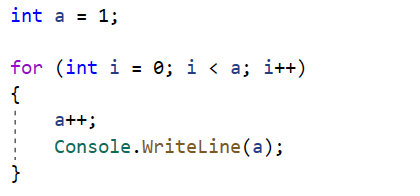 int a = 1;
for (int i = 0; i < a; i++)
{
a++;
Console.WriteLine(a);
}